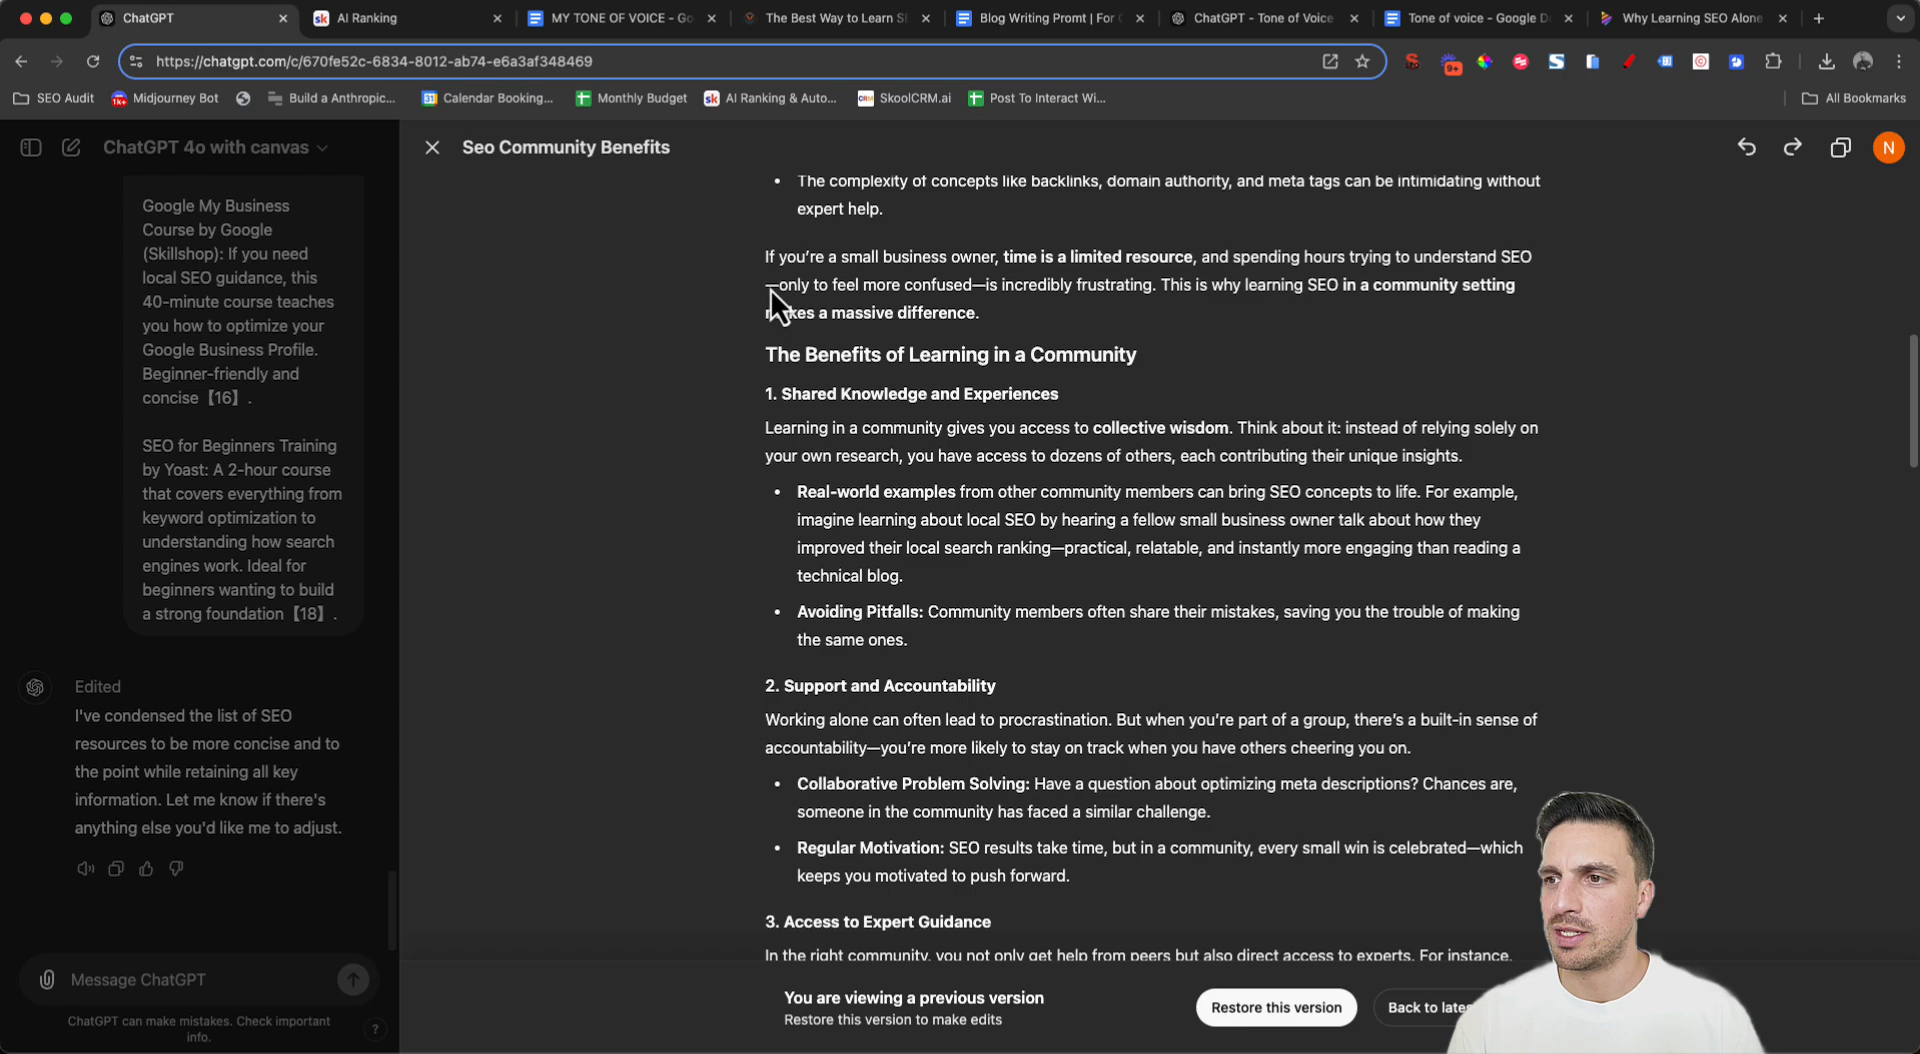 ChatGPT
AI Ranking
MY TONE OF VOICE - Go
The Best Way to Learn S
Blog Writing Promt | For
ChatGPT - Tone of Voice
Tone of voice - Google D
Why Learning SEO Alone
https://chatgpt.com/c/670fe52c-6834-8012-ab74-e6a3af348469
9+
SEO Audit
1k+
Midjourney Bot
Build a Anthropic...
31
Calendar Booking...
Monthly Budget
sk
AI Ranking & Auto...
CRM
SkoolCRM.ai
Post To Interact Wi...
All Bookmarks
ChatGPT 4o with canvas
Seo Community Benefits
N
Google My Business
Course by Google
(Skillshop): If you need
local SEO guidance, this
40-minute course teaches
you how to optimize your
Google Business Profile.
Beginner-friendly and
concise【16】.
SEO for Beginners Training
by Yoast: A 2-hour course
that covers everything from
keyword optimization to
understanding how search
engines work. Ideal for
beginners wanting to build
a strong foundation【18】.
Edited
I've condensed the list of SEO
resources to be more concise and to
the point while retaining all key
information. Let me know if there's
anything else you'd like me to adjust.
Message ChatGPT
ChatGPT can make mistakes. Check important
info.
?
• The complexity of concepts like backlinks, domain authority, and meta tags can be intimidating without
expert help.
If you're a small business owner, time is a limited resource, and spending hours trying to understand SEO
—only to feel more confused—is incredibly frustrating. This is why learning SEO in a community setting
a massive difference.
The Benefits of Learning in a Community
1. Shared Knowledge and Experiences
Learning in a community gives you access to collective wisdom. Think about it: instead of relying solely on
your own research, you have access to dozens of others, each contributing their unique insights.
• Real-world examples from other community members can bring SEO concepts to life. For example,
imagine learning about local SEO by hearing a fellow small business owner talk about how they
improved their local search ranking—practical, relatable, and instantly more engaging than reading a
technical blog.
• Avoiding Pitfalls: Community members often share their mistakes, saving you the trouble of making
the same ones.
2. Support and Accountability
Working alone can often lead to procrastination. But when you're part of a group, there's a built-in sense of
accountability—you're more likely to stay on track when you have others cheering you on.
• Collaborative Problem Solving: Have a question about optimizing meta descriptions? Chances are,
someone in the community has faced a similar challenge.
• Regular Motivation: SEO results take time, but in a community, every small win is celebrated—which
keeps you motivated to push forward.
3. Access to Expert Guidance
In the right community, you not only get help from peers but also direct access to experts. For instance,
You are viewing a previous version
Restore this version to make edits
Restore this version
Back to late